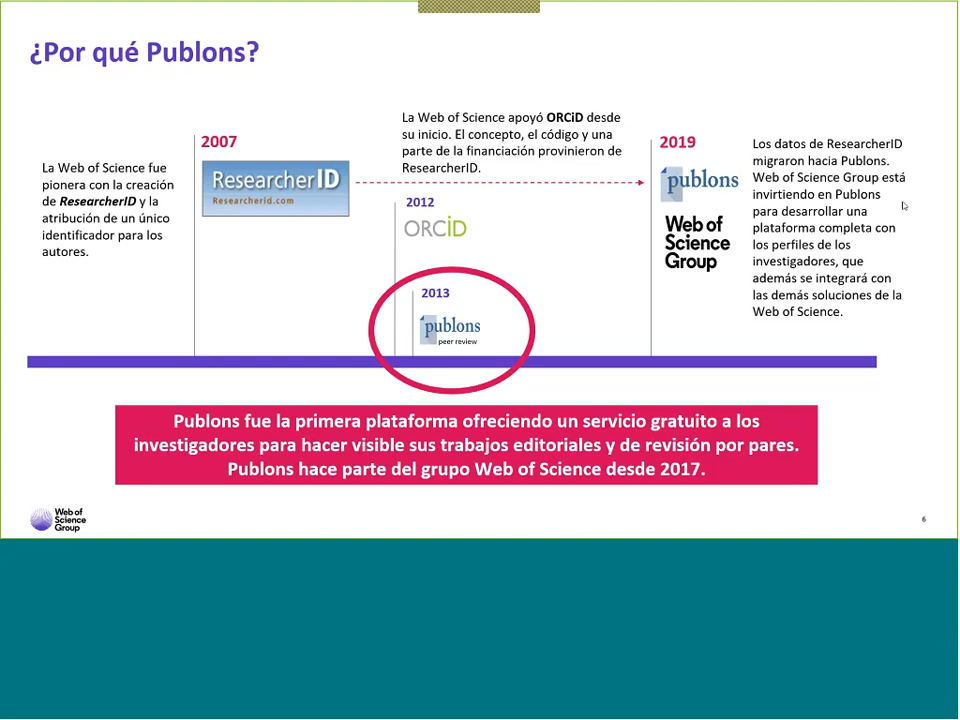 ¿Por qué Publons?
La Web of Science fue
pionera con la creación
de ResearcherID y la
atribución de un único
identificador para los
autores.
2007
ResearcherID
Researcherid.com
La Web of Science apoyó ORCiD desde
su inicio. El concepto, el código y una
parte de la financiación provinieron de
ResearcherID.
2012
ORCiD
2013
publons
peer review
2019
publons
Web of
Science
Group
Los datos de ResearcherID
migraron hacia Publons.
Web of Science Group está
invirtiendo en Publons
para desarrollar una
plataforma completa con
los perfiles de los
investigadores, que
además se integrará con
las demás soluciones de la
Web of Science.
Publons fue la primera plataforma ofreciendo un servicio gratuito a los
investigadores para hacer visible sus trabajos editoriales y de revisión por pares.
Publons hace parte del grupo Web of Science desde 2017.
Web of
Science
Group
6